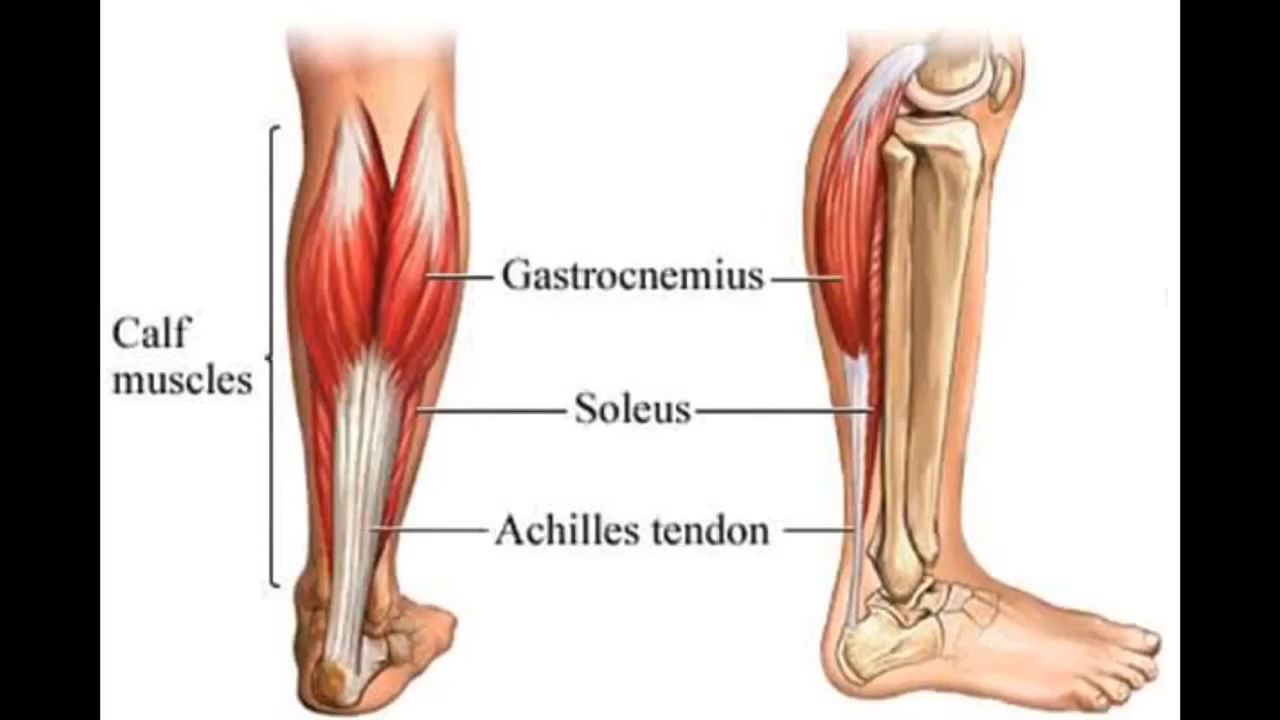 Calf
muscles
Gastrocnemius
Soleus
Achilles tendon